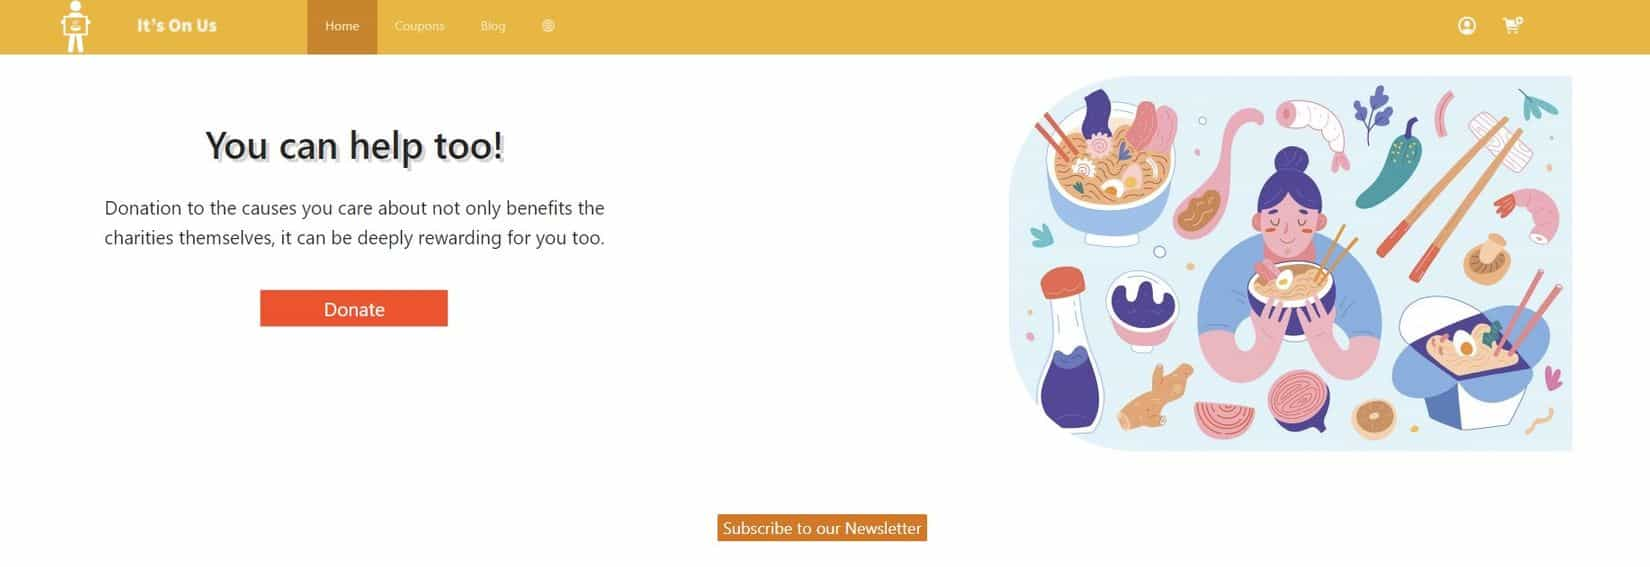 It's On Us
Home
Coupons
Blog
You can help too!
Donation to the causes you care about not only benefits the
charities themselves, it can be deeply rewarding for you too.
Donate
Subscribe to our Newsletter